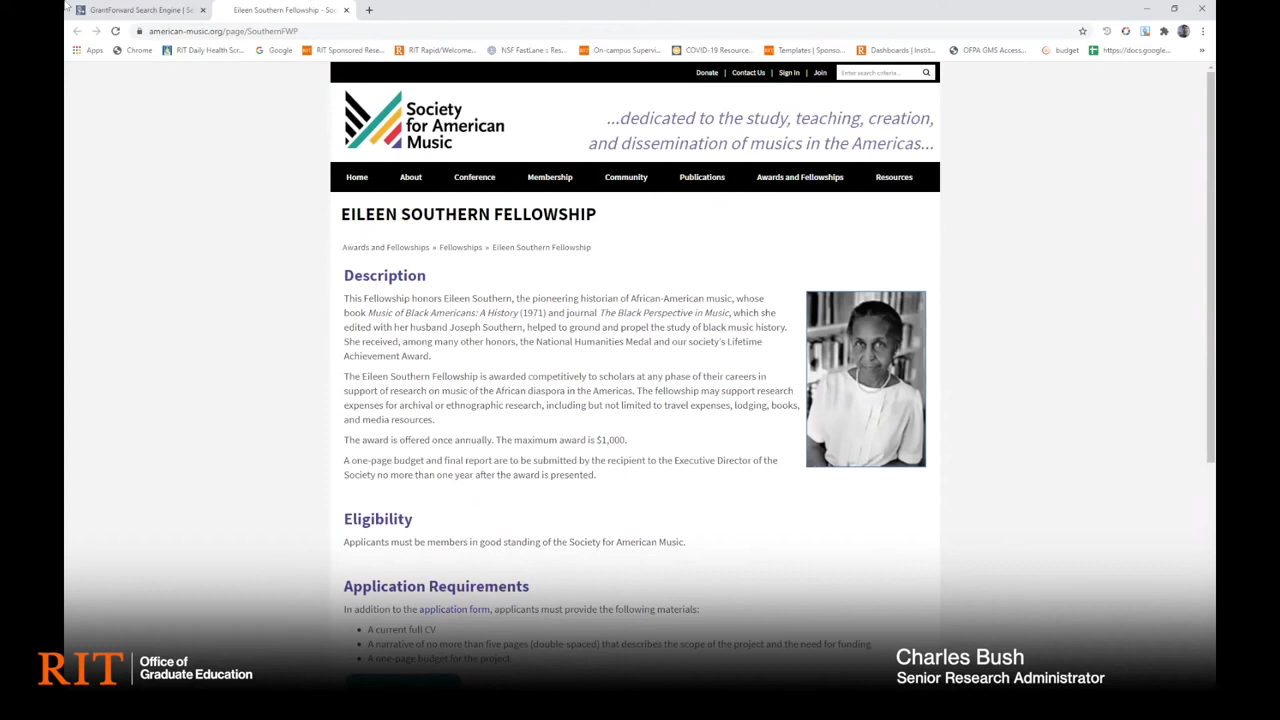 GrantForward Search Engine | Se
Eileen Southern Fellowship - Soc
american-music.org/page/SouthernFWP
Apps
Chrome
RIT Daily Health Scr...
Google
RIT Sponsored Rese...
RIT Rapid/Welcome...
NSF FastLane :: Res...
On-campus Supervi...
COVID-19 Resource...
Templates | Sponso...
Dashboards | Instit...
OFPA GMS Access...
budget
https://docs.google...
»
Donate | Contact Us | Sign In | Join
Enter search criteria...
Society
for American
Music
...dedicated to the study, teaching, creation,
and dissemination of musics in the Americas...
Home About Conference Membership Community Publications Awards and Fellowships Resources
EILEEN SOUTHERN FELLOWSHIP
Awards and Fellowships » Fellowships » Eileen Southern Fellowship
Description
This Fellowship honors Eileen Southern, the pioneering historian of African-American music, whose
book Music of Black Americans: A History (1971) and journal The Black Perspective in Music, which she
edited with her husband Joseph Southern, helped to ground and propel the study of black music history.
She received, among many other honors, the National Humanities Medal and our society's Lifetime
Achievement Award.
The Eileen Southern Fellowship is awarded competitively to scholars at any phase of their careers in
support of research on music of the African diaspora in the Americas. The fellowship may support research
expenses for archival or ethnographic research, including but not limited to travel expenses, lodging, books,
and media resources.
The award is offered once annually. The maximum award is $1,000.
A one-page budget and final report are to be submitted by the recipient to the Executive Director of the
Society no more than one year after the award is presented.
Eligibility
Applicants must be members in good standing of the Society for American Music.
Application Requirements
In addition to the application form, applicants must provide the following materials:
• A current full CV
• A narrative of no more than five pages (double-spaced) that describes the scope of the project and the need for funding
• A one-page budget for the project
RIT | Office of
Graduate Education
Charles Bush
Senior Research Administrator